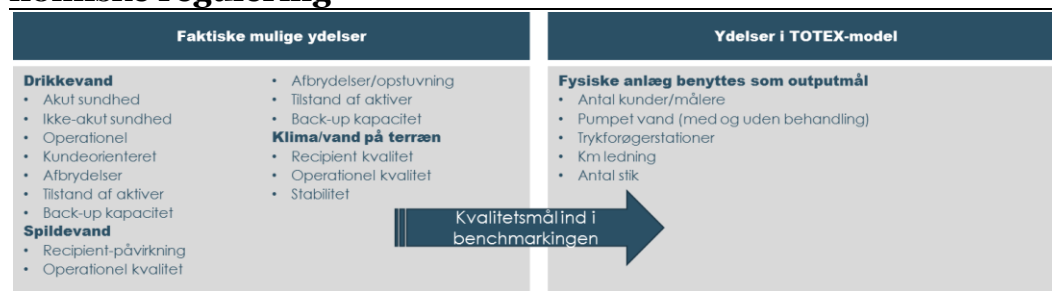 Faktiske mulige ydelser
Drikkevand
• Akut sundhed
• Ikke-akut sundhed
• Operationel
• Kundeorienteret
• Afbrydelser
• Tilstand af aktiver
• Back-up kapacitet
Spildevand
• Recipient-påvirkning
• Operationel kvalitet
• Afbrydelser/opstuvning
• Tilstand af aktiver
• Back-up kapacitet
Klima/vand på terræn
• Recipient kvalitet
• Operationel kvalitet
• Stabilitet
Kvalitetsmål ind i
benchmarkingen
Ydelser i TOTEX-model
Fysiske anlæg benyttes som outputmål
• Antal kunder/målere
• Pumpet vand (med og uden behandling)
• Trykforøgerstationer
• Km ledning
• Antal stik